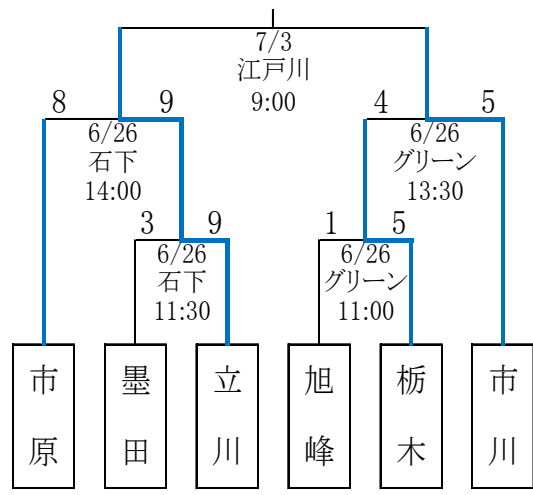 7/3
江戸川
9:00
8 9
6/26
石下
14:00
4 5
6/26
グリーン
13:30
3 9
6/26
石下
11:30
1 5
6/26
グリーン
11:00
市原
墨田
立川
旭峰
栃木
市川